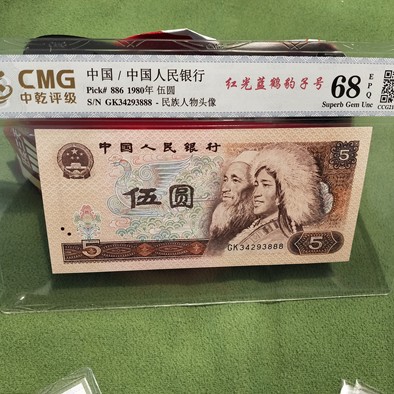 CMG
中乾评级
中国 / 中国人民银行
Pick# 886 1980年 伍圆
S/N GK34293888 - 民族人物头像
红光蓝鹤豹子号
68
EPQ
Superb Gem Unc
中国人民银行
5
伍圆
5
GK34293888
5